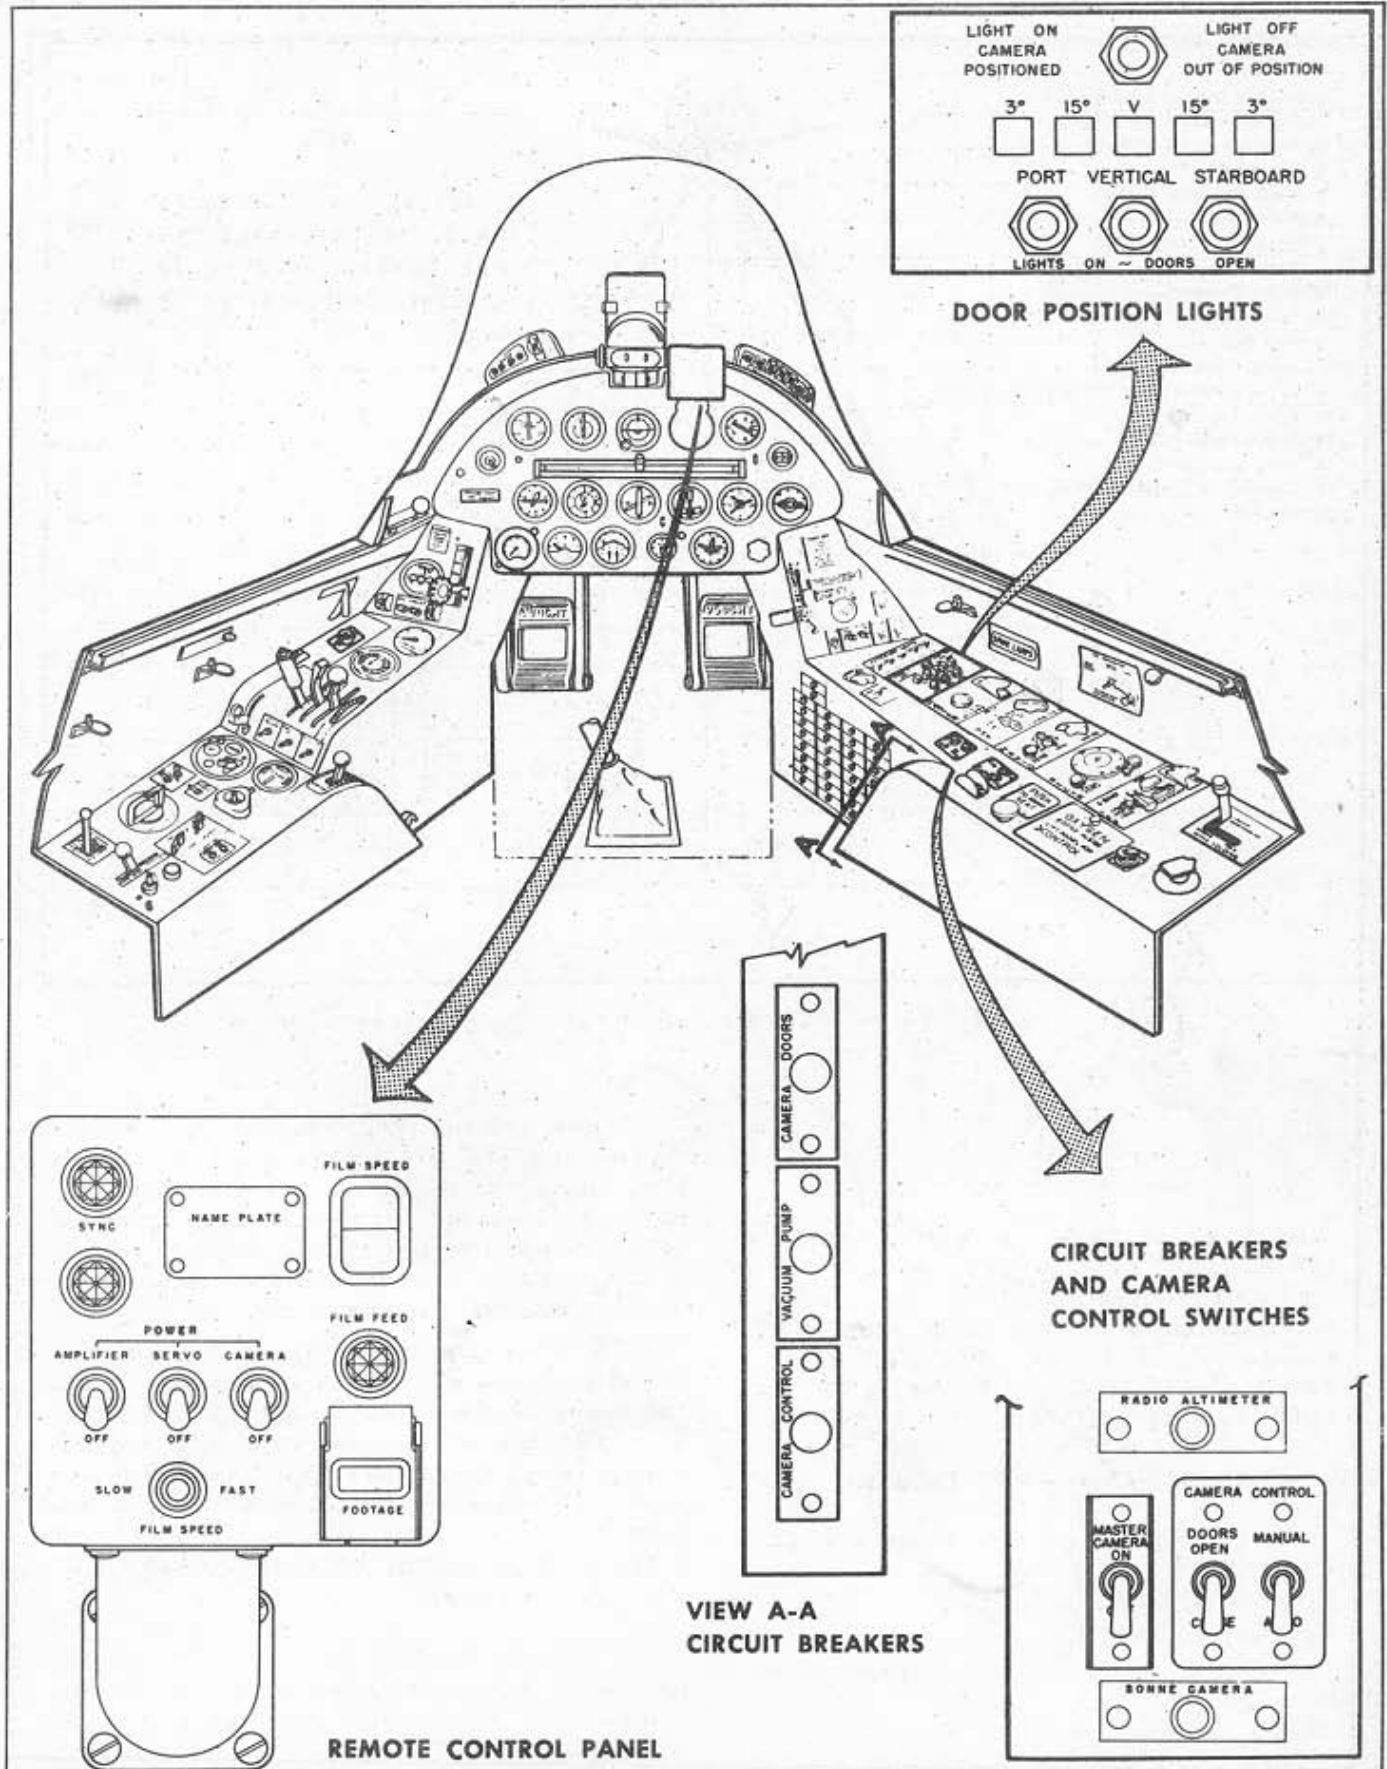 LIGHT ON
CAMERA
POSITIONED
LIGHT OFF
CAMERA
OUT OF POSITION
3° 15° V 15° 3°
PORT VERTICAL STARBOARD
LIGHTS ON ~ DOORS OPEN
DOOR POSITION LIGHTS
SYNC
NAME PLATE
FILM SPEED
POWER
AMPLIFIER SERVO CAMERA
OFF OFF OFF
FILM FEED
SLOW FAST
FILM SPEED
FOOTAGE
REMOTE CONTROL PANEL
A
A
CAMERA DOORS
VACUUM PUMP
CAMERA CONTROL
VIEW A-A
CIRCUIT BREAKERS
CIRCUIT BREAKERS
AND CAMERA
CONTROL SWITCHES
RADIO ALTIMETER
MASTER
CAMERA
ON
CAMERA CONTROL
DOORS
OPEN
MANUAL
SONNE CAMERA